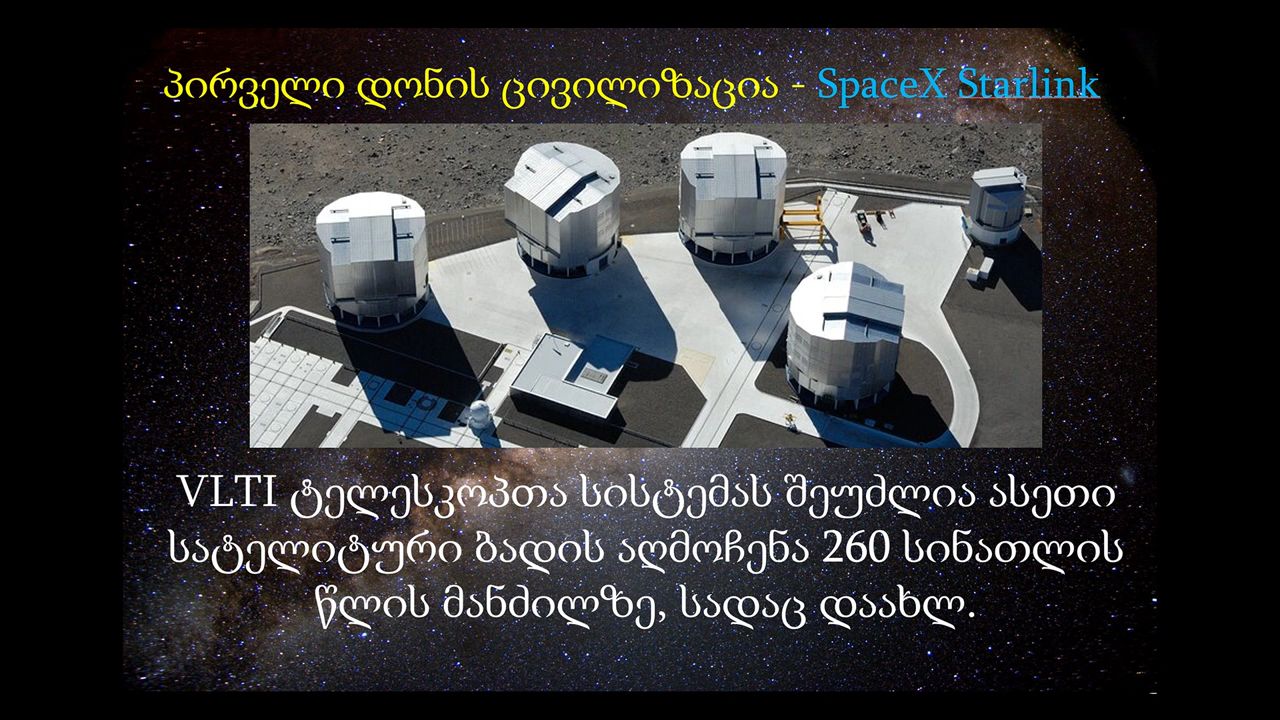 პირველი დონის ცივილიზაცია - SpaceX Starlink
VLTI ტელესკოპთა სისტემას შეუძლია ასეთი
სატელიტური ბადის აღმოჩენა 260 სინათლის
წლის მანძილზე, სადაც დაახლ.